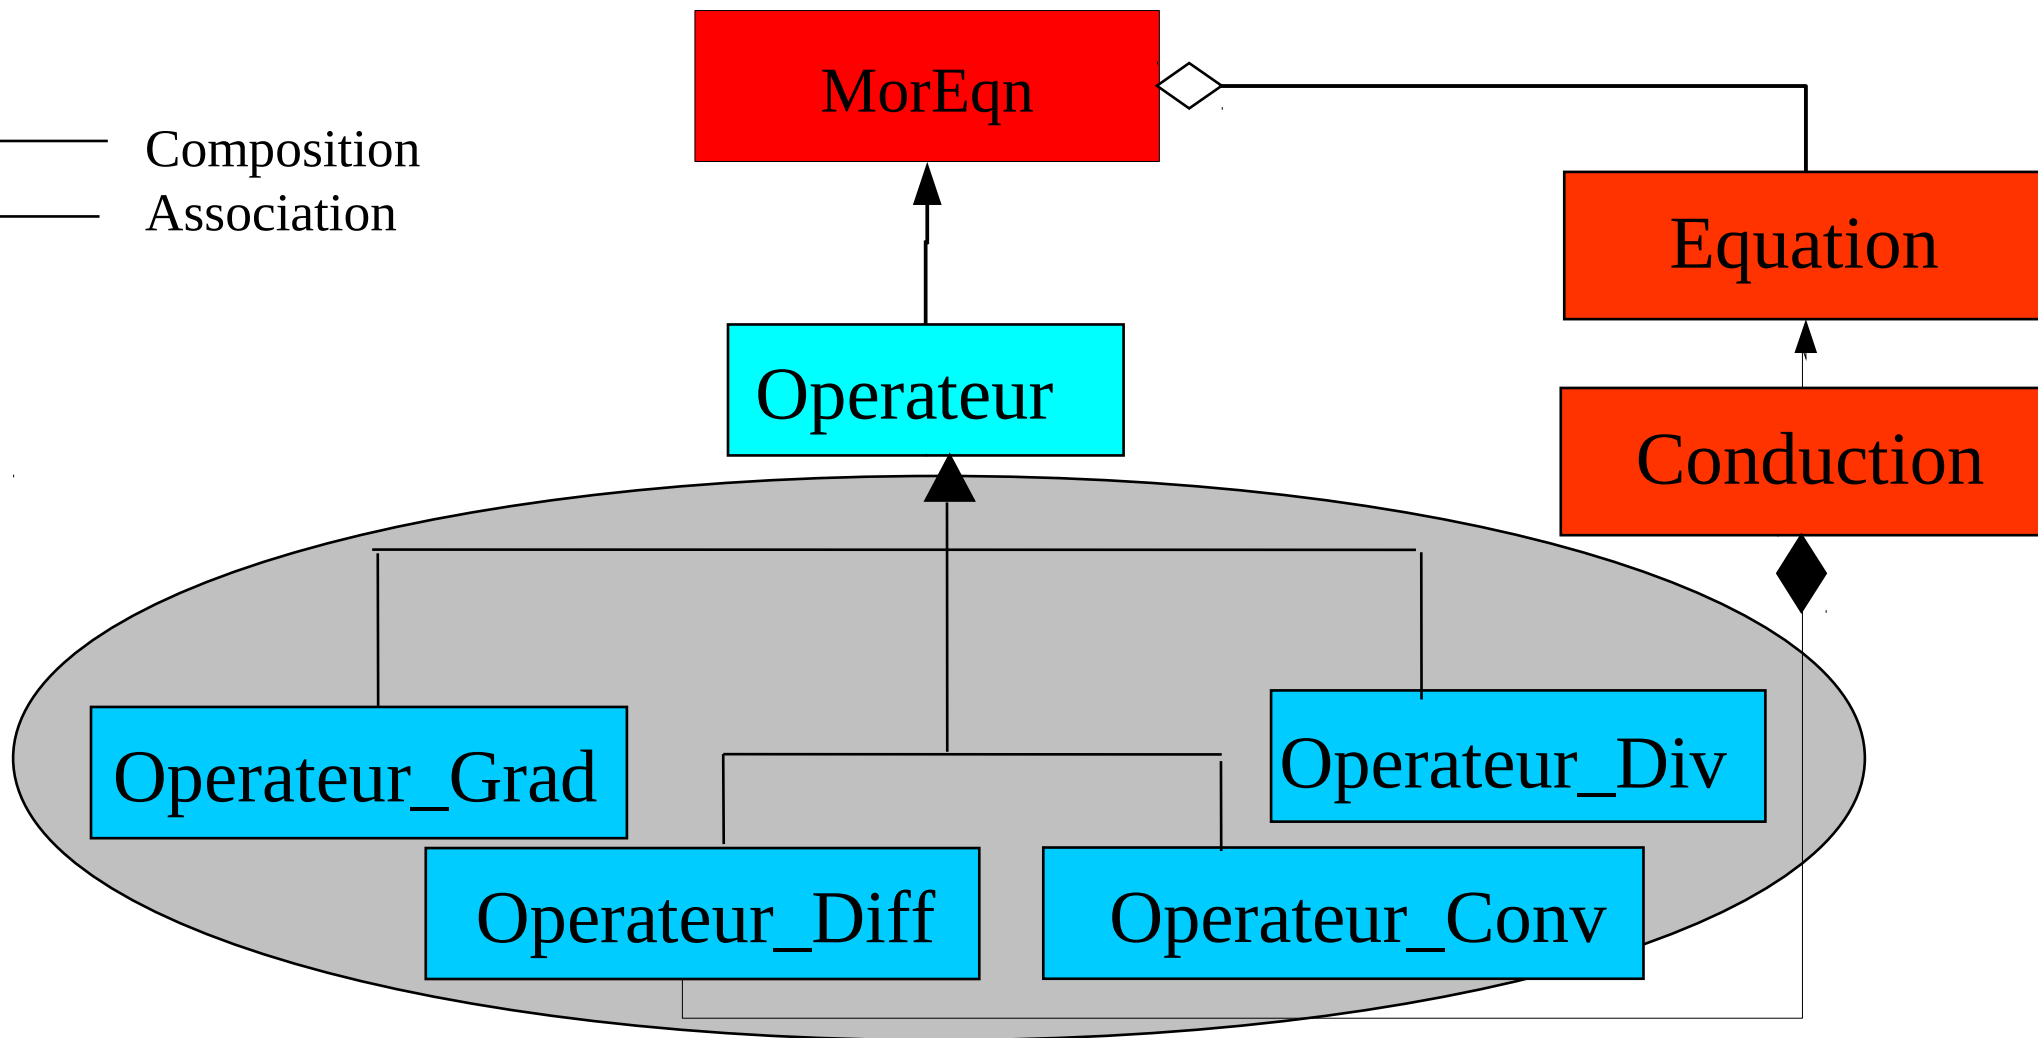 MorEqn
Composition
Association
Equation
Operateur
Conduction
Operateur_Grad
Operateur_Div
Operateur_Diff
Operateur_Conv